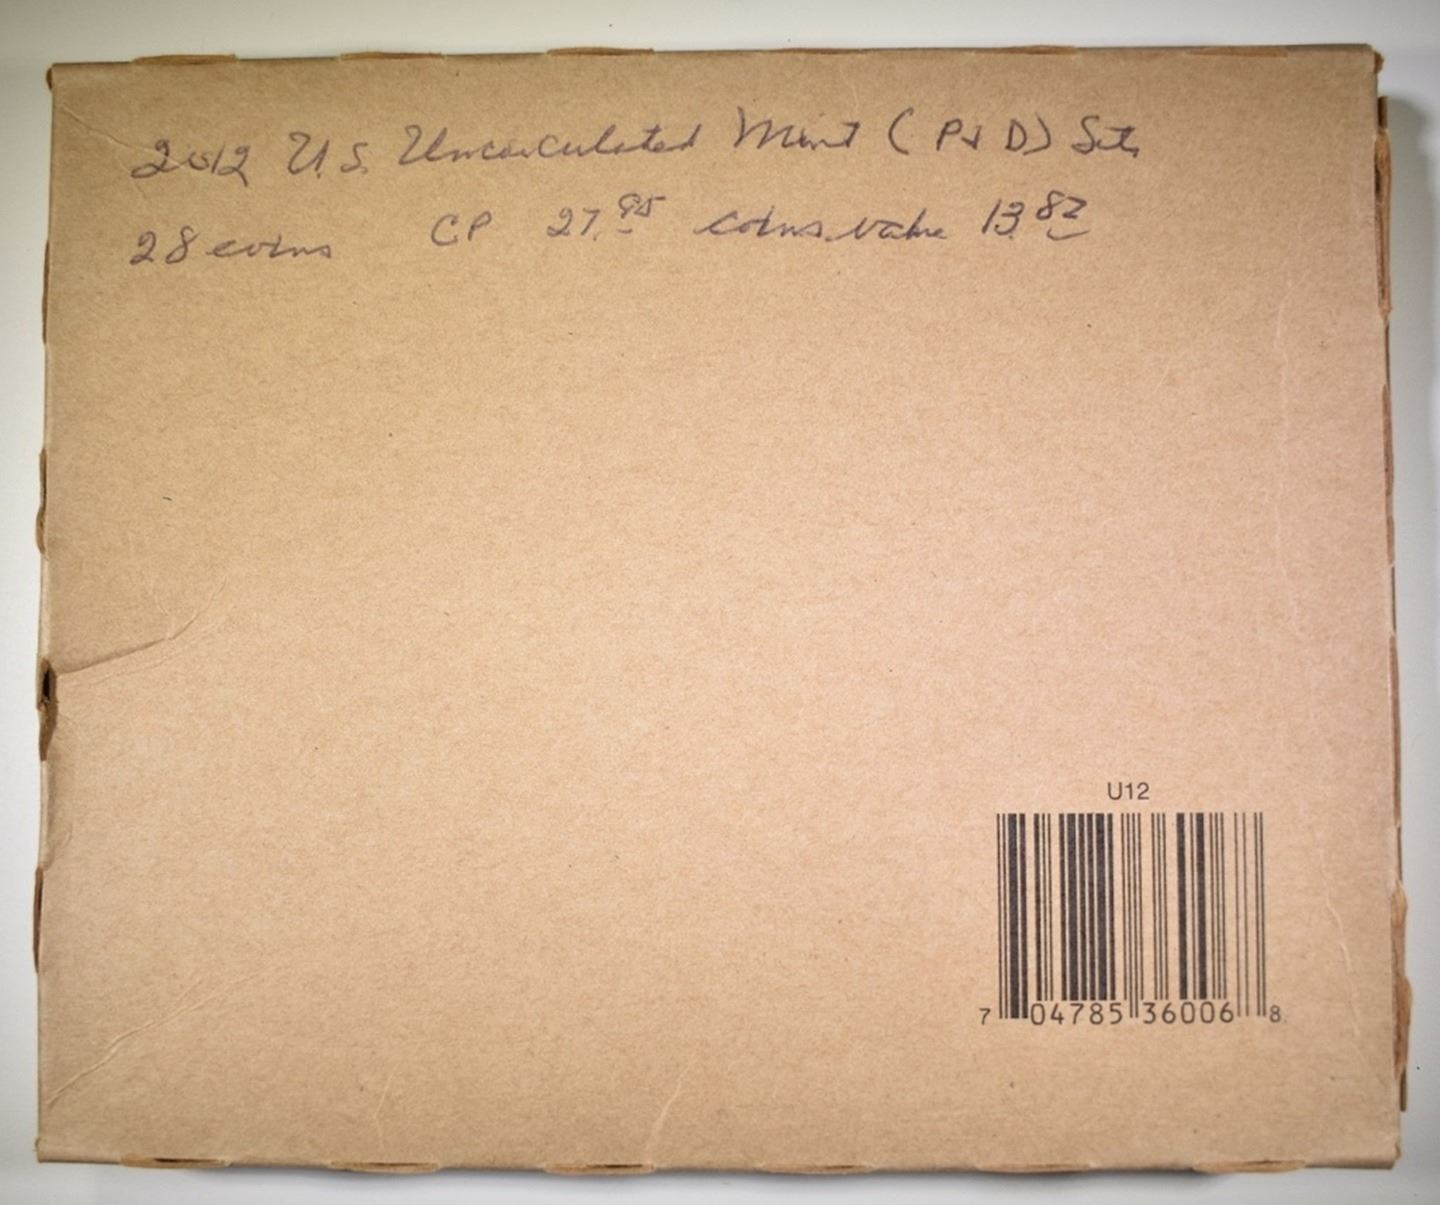 2012 U.S. Uncirculated Mint (P & D) Sets
28 coins CP 27.95 coins value 13.82
U12
7 04785 36006 8